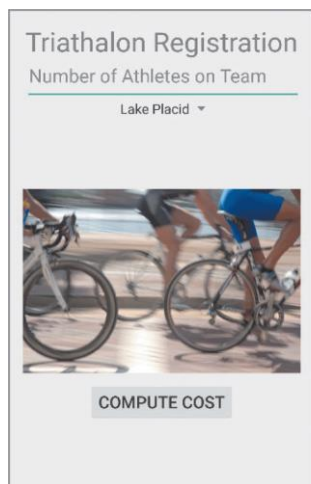 Triathalon Registration
Number of Athletes on Team
Lake Placid
COMPUTE COST